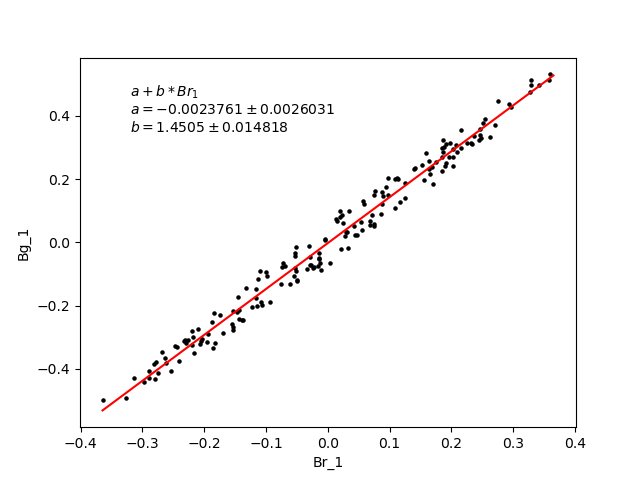 a + b * Br₁
a = −0.0023761 ± 0.0026031
b = 1.4505 ± 0.014818
Bg_1
0.4
0.2
0.0
−0.2
−0.4
−0.4 −0.3 −0.2 −0.1 0.0 0.1 0.2 0.3 0.4
Br_1